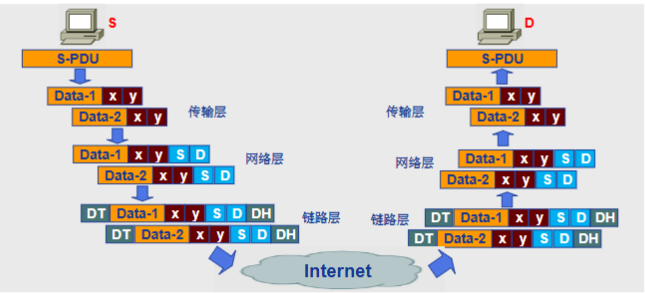 S
D
S-PDU
S-PDU
Data-1 x y
Data-1 x y
Data-2 x y
传输层
传输层
Data-2 x y
Data-1 x y S D
网络层
网络层
Data-1 x y S D
Data-2 x y S D
Data-2 x y S D
DT Data-1 x y S D DH
链路层
链路层
DT Data-1 x y S D DH
DT Data-2 x y S D DH
DT Data-2 x y S D DH
Internet